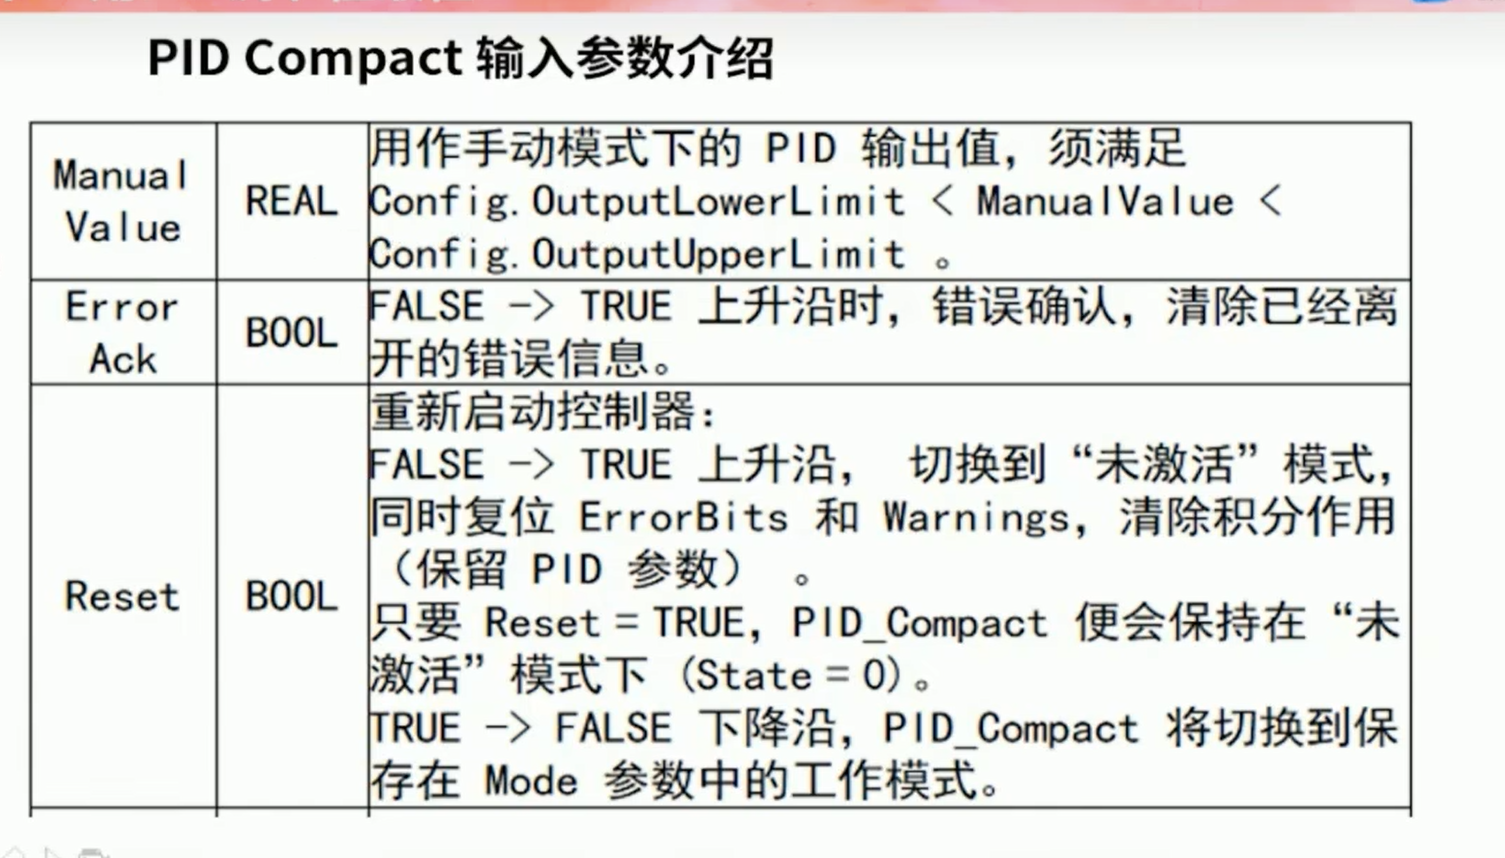 PID Compact 输入参数介绍
Manual
Value
REAL
用作手动模式下的 PID 输出值，须满足
Config.OutputLowerLimit < ManualValue <
Config.OutputUpperLimit 。
Error
Ack
BOOL
FALSE -> TRUE 上升沿时，错误确认，清除已经离
开的错误信息。
Reset
BOOL
重新启动控制器：
FALSE -> TRUE 上升沿， 切换到“未激活”模式，
同时复位 ErrorBits 和 Warnings，清除积分作用
（保留 PID 参数） 。
只要 Reset = TRUE，PID_Compact 便会保持在“未
激活”模式下 (State = 0)。
TRUE -> FALSE 下降沿，PID_Compact 将切换到保
存在 Mode 参数中的工作模式。